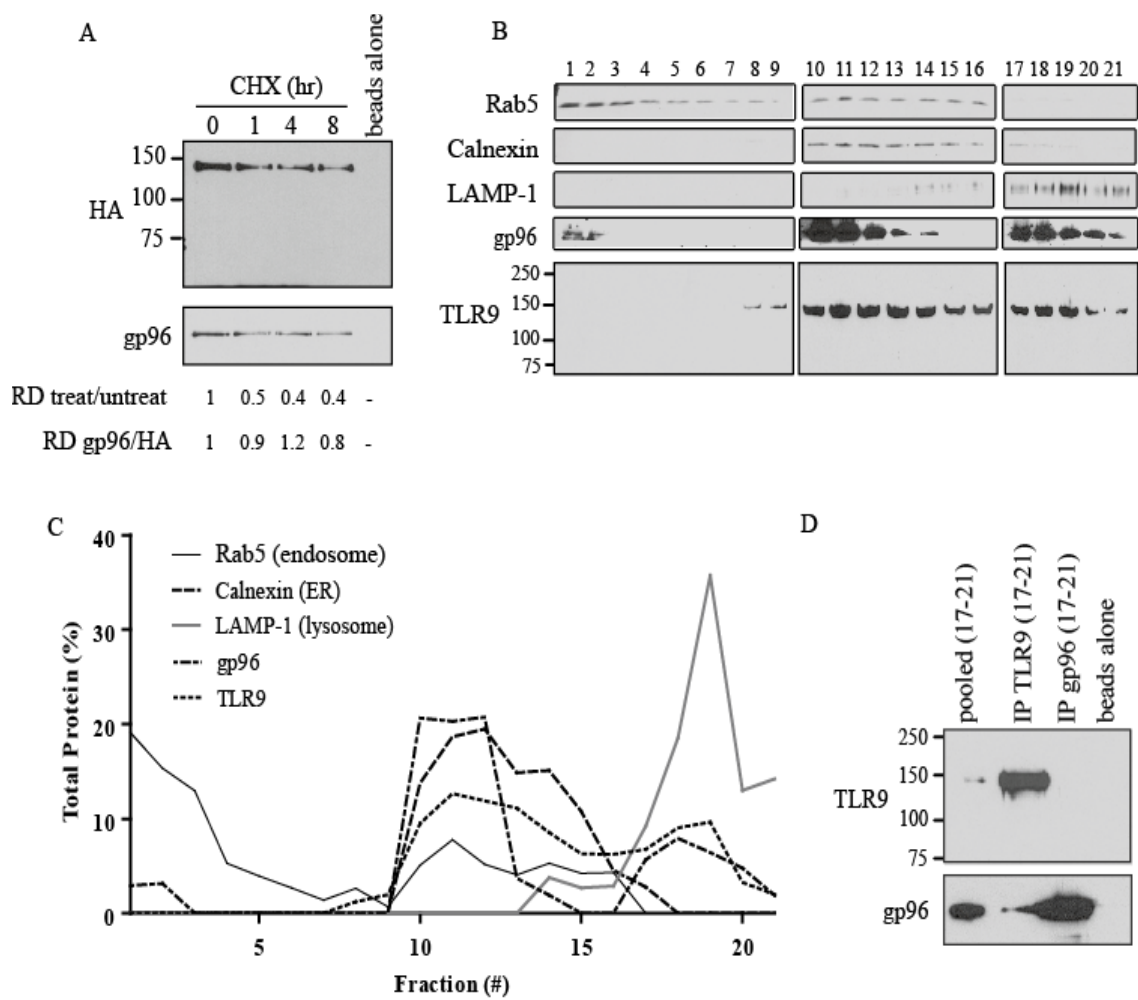 A
CHX (hr)
0 1 4 8
beads alone
HA
150
100
75
gp96
RD treat/untreat 1 0.5 0.4 0.4 -
RD gp96/HA 1 0.9 1.2 0.8 -
B
1 2 3 4 5 6 7 8 9 10 11 12 13 14 15 16 17 18 19 20 21
Rab5
Calnexin
LAMP-1
gp96
TLR9
250
150
100
75
C
Total Protein (%)
40
30
20
10
0
5 10 15 20
Fraction (#)
Rab5 (endosome)
Calnexin (ER)
LAMP-1 (lysosome)
gp96
TLR9
D
pooled (17-21)
IP TLR9 (17-21)
IP gp96 (17-21)
beads alone
TLR9
250
150
100
75
gp96